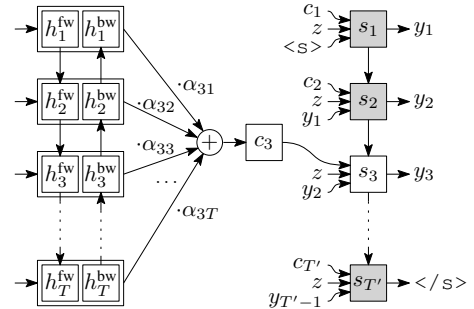 h_1^fw h_1^bw
h_2^fw h_2^bw
h_3^fw h_3^bw
h_T^fw h_T^bw
·α_31
·α_32
·α_33
...
·α_3T
+
c_3
c_1
z
<s>
s_1
y_1
c_2
z
y_1
s_2
y_2
z
y_2
s_3
y_3
c_T′
z
y_T′−1
s_T′
</s>